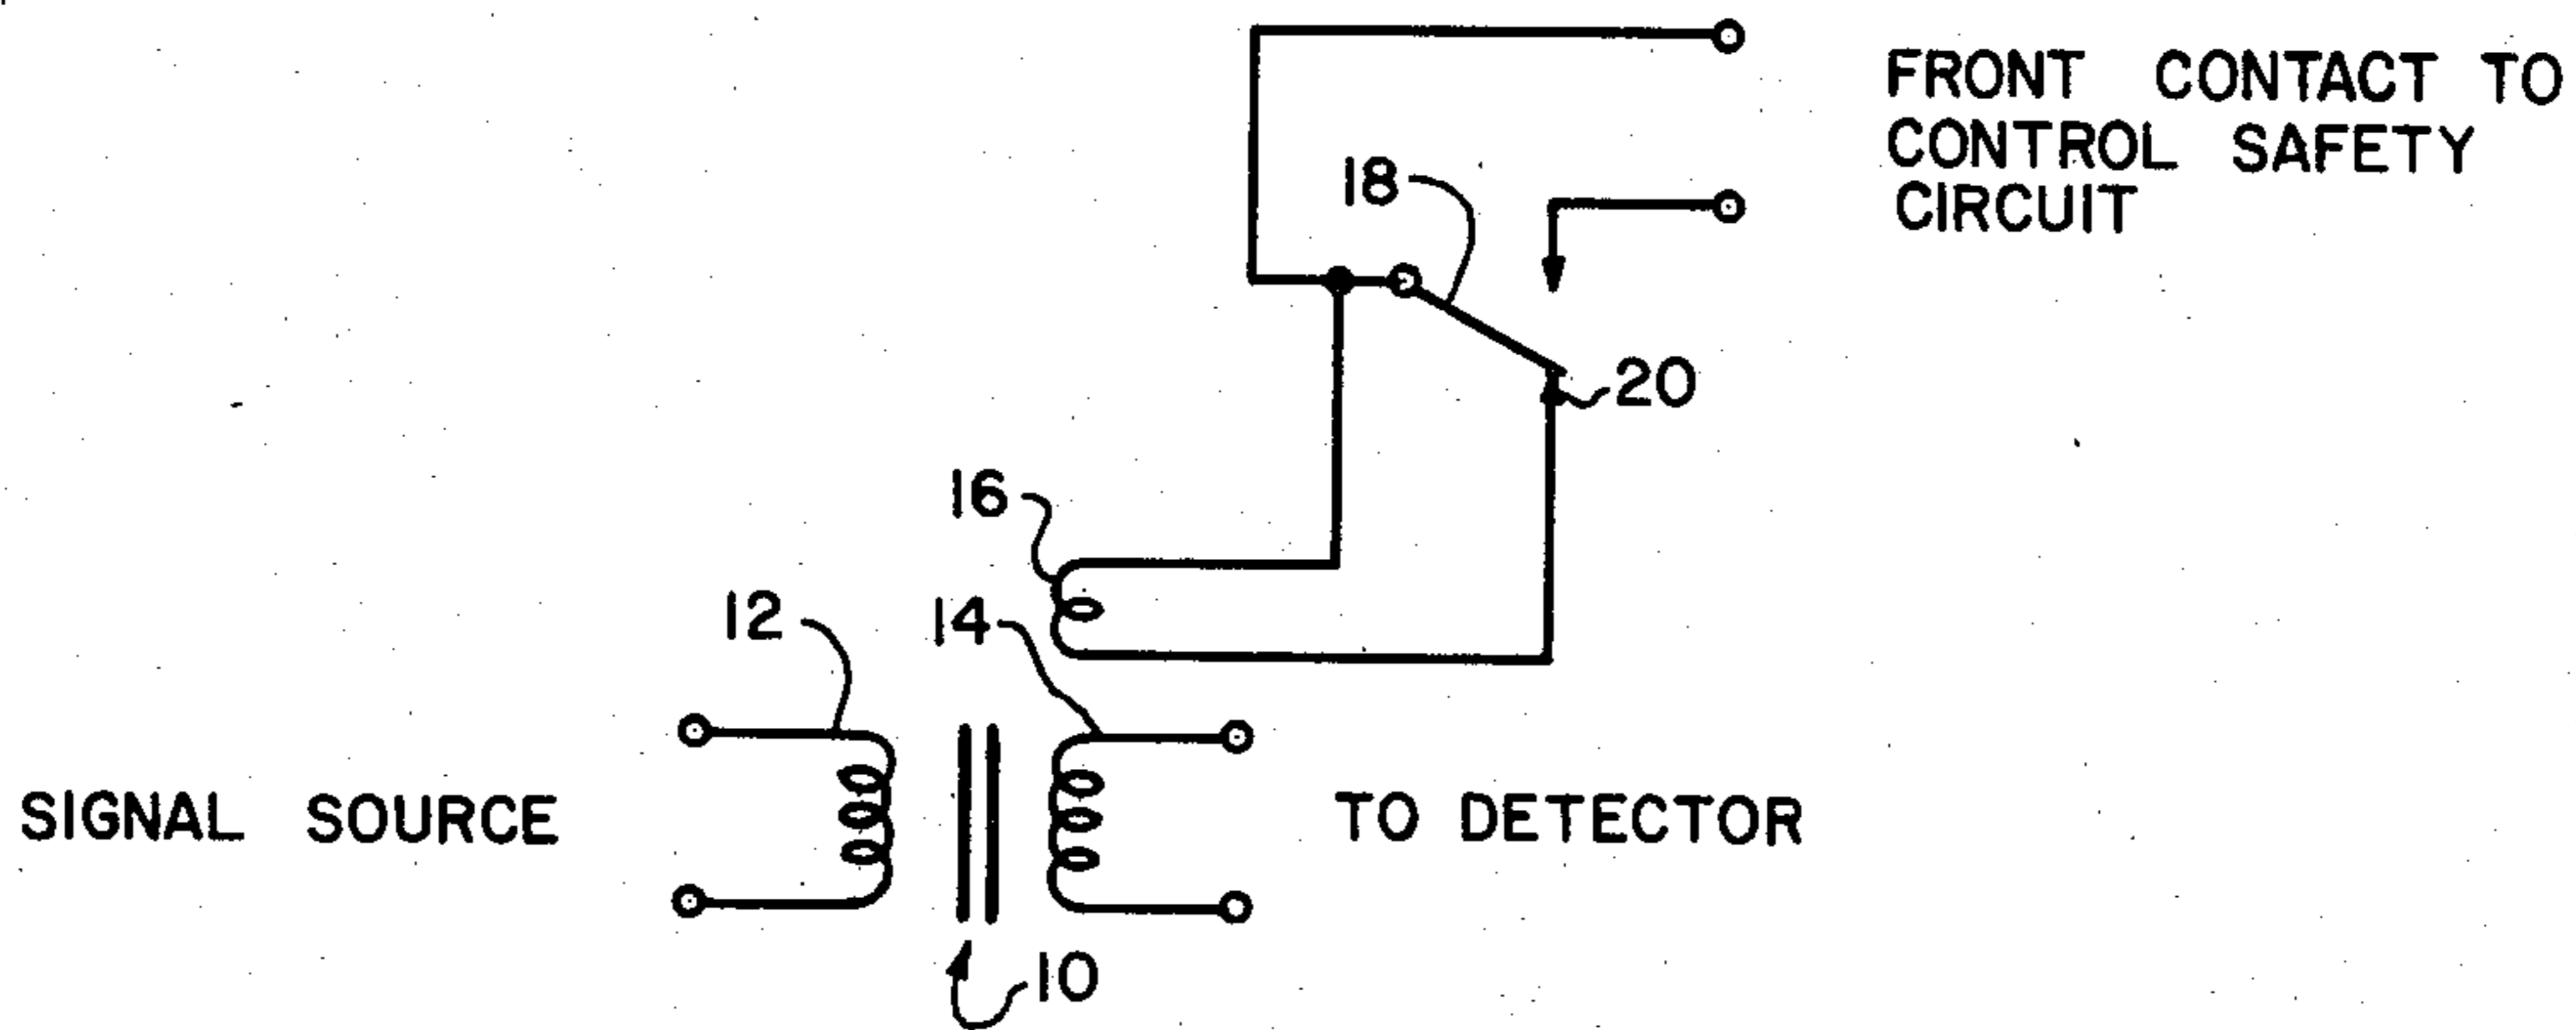 FRONT CONTACT TO
CONTROL SAFETY
CIRCUIT
18
20
16
12
14
SIGNAL SOURCE
TO DETECTOR
10